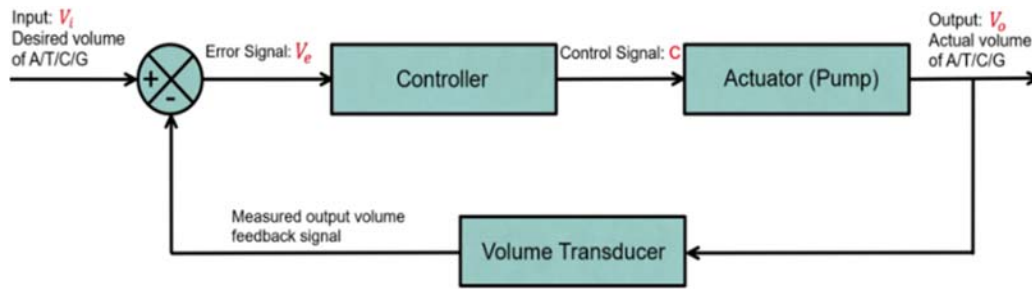 Input: Vi
Desired volume
of A/T/C/G
+
-
Error Signal: Ve
Controller
Control Signal: C
Actuator (Pump)
Output: Vo
Actual volume
of A/T/C/G
Measured output volume
feedback signal
Volume Transducer